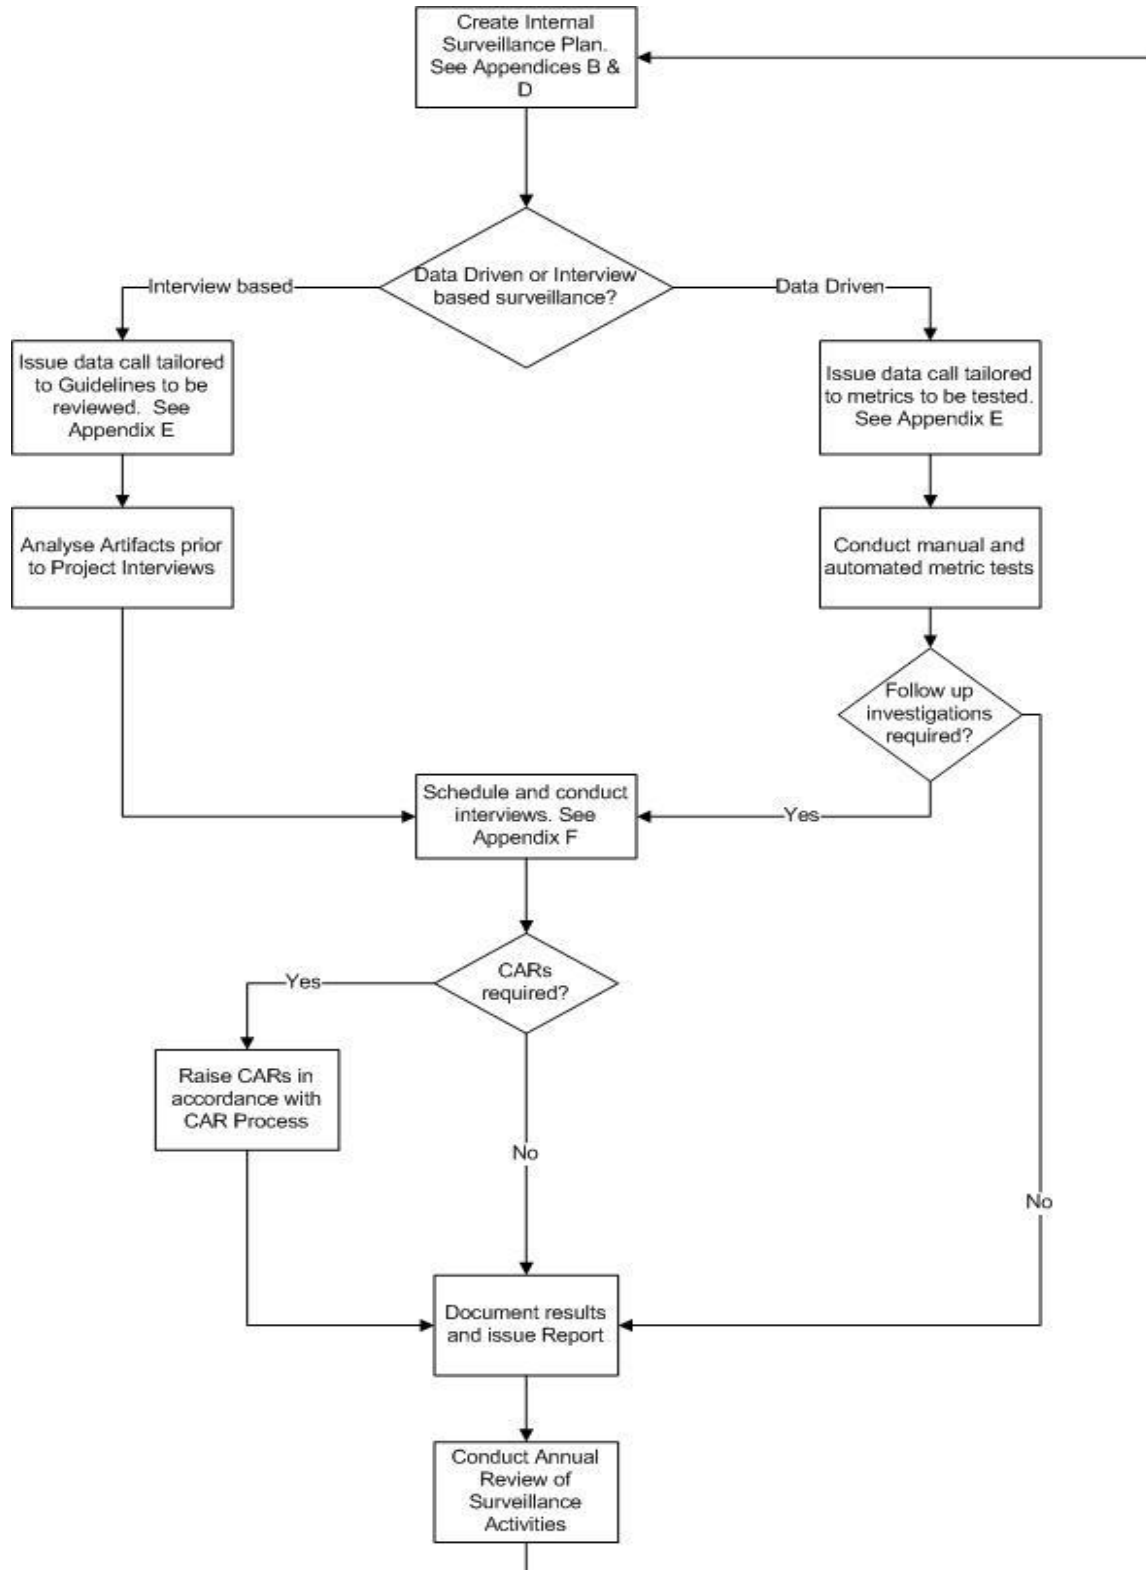 Create Internal
Surveillance Plan.
See Appendices B &
D
Data Driven or Interview
based surveillance?
Interview based
Data Driven
Issue data call tailored
to Guidelines to be
reviewed. See
Appendix E
Issue data call tailored
to metrics to be tested.
See Appendix E
Analyse Artifacts prior
to Project Interviews
Conduct manual and
automated metric tests
Follow up
investigations
required?
Schedule and conduct
interviews. See
Appendix F
Yes
CARs
required?
Yes
Raise CARs in
accordance with
CAR Process
No
No
Document results
and issue Report
Conduct Annual
Review of
Surveillance
Activities